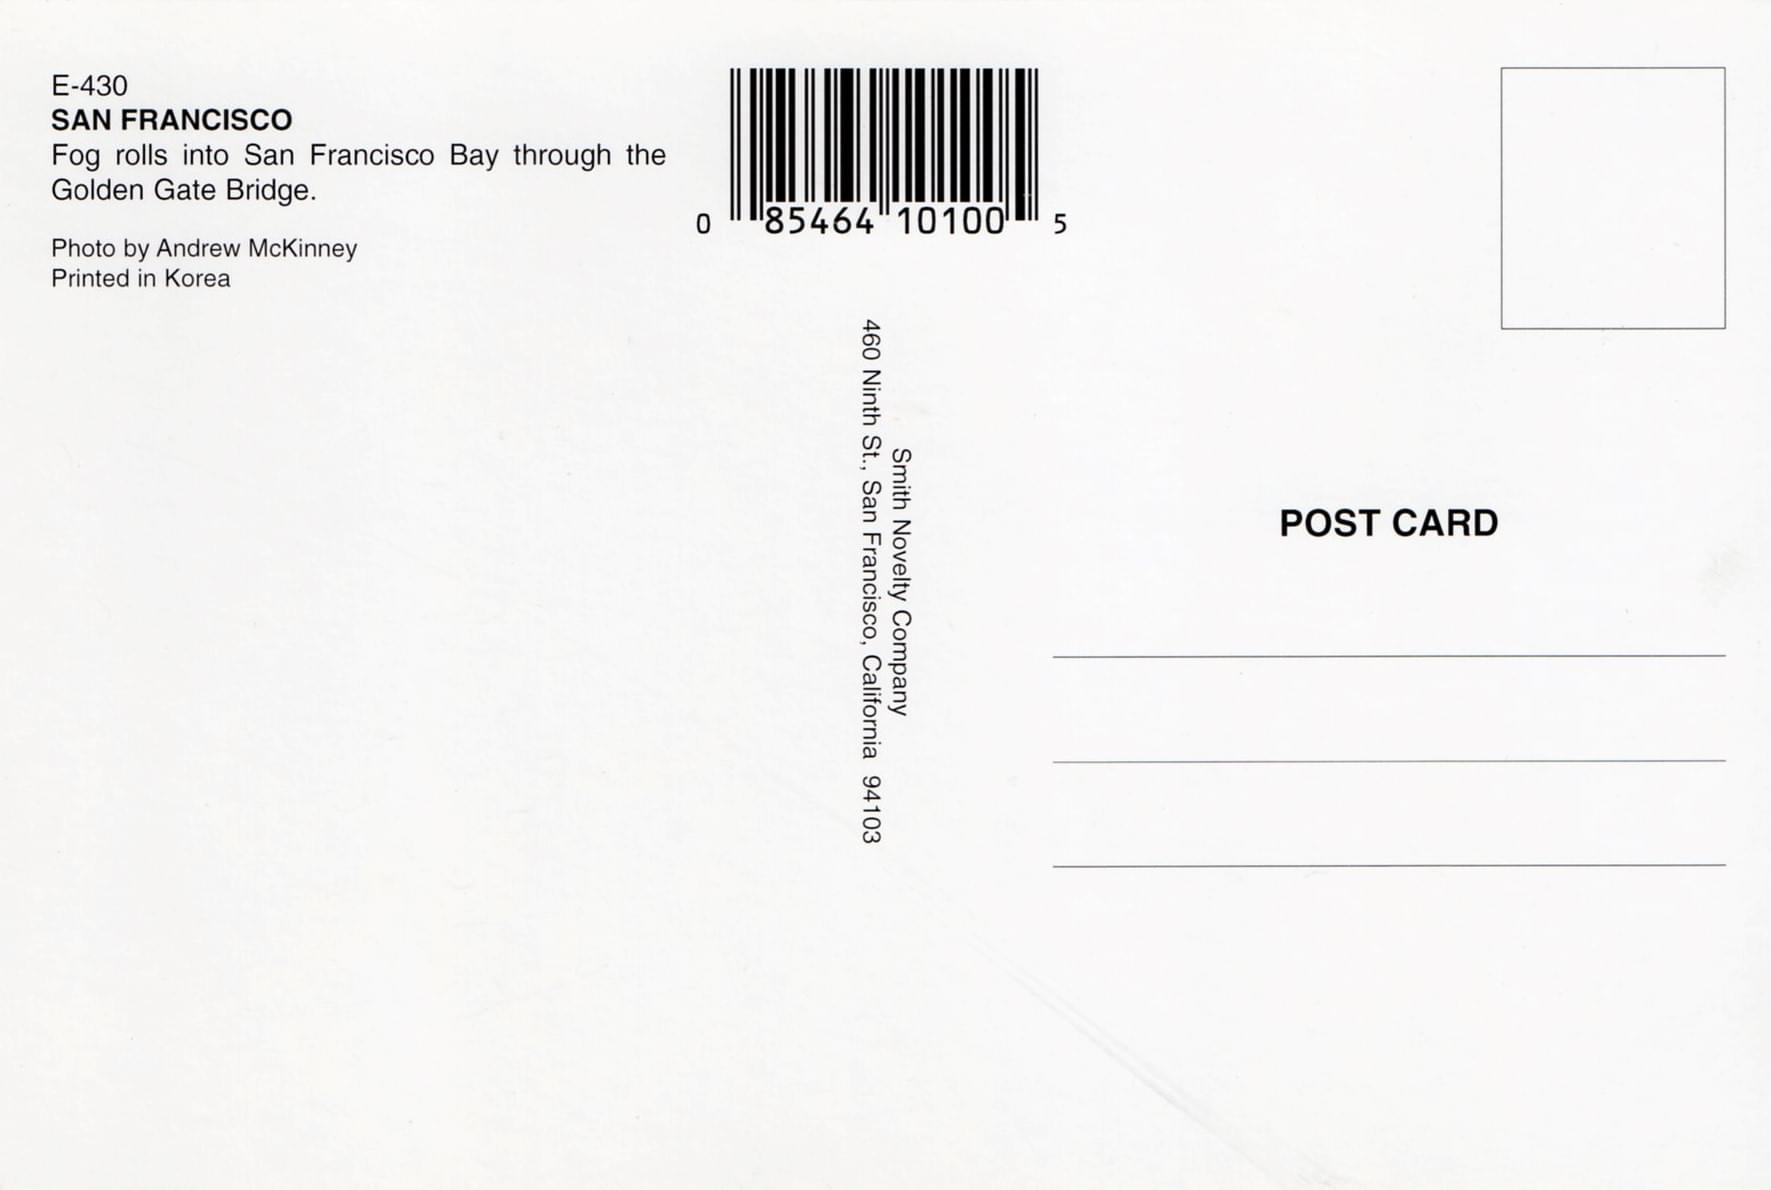 E-430
SAN FRANCISCO
Fog rolls into San Francisco Bay through the
Golden Gate Bridge.
Photo by Andrew McKinney
Printed in Korea
0 85464 10100 5
Smith Novelty Company
460 Ninth St., San Francisco, California 94103
POST CARD